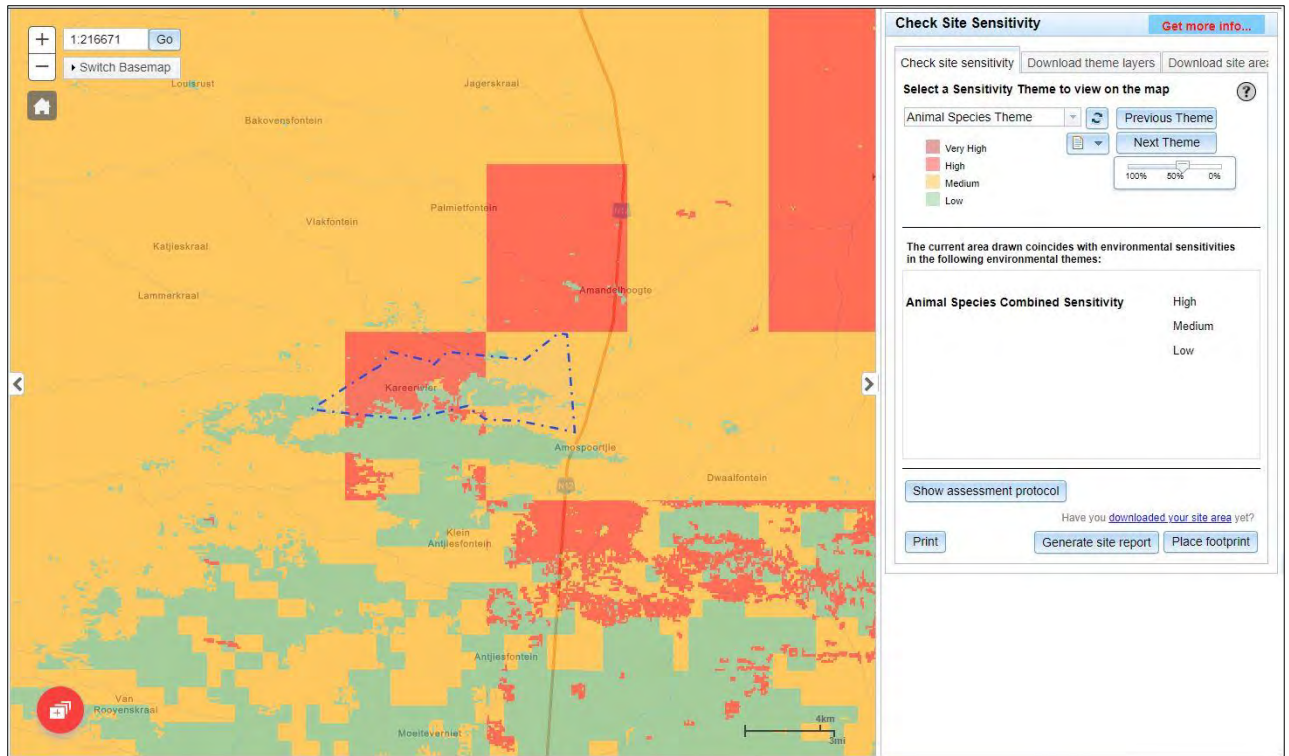 1:216671
Go
Switch Basemap
Louisrust
Jagerskraal
Bakovensfontein
Palmietfontein
Vlakfontein
Katjieskraal
Lammerkraal
Amandelhoogte
Kareerivier
Amospoortjie
Dwaalfontein
N10
Klein
Antjiesfontein
Antjiesfontein
Van
Rooyenskraal
Moeiteverniet
4km
3mi
Check Site Sensitivity
Get more info...
Check site sensitivity
Download theme layers
Download site area
Select a Sensitivity Theme to view on the map
?
Animal Species Theme
Previous Theme
Next Theme
Very High
High
Medium
Low
100% 50% 0%
The current area drawn coincides with environmental sensitivities
in the following environmental themes:
Animal Species Combined Sensitivity
High
Medium
Low
Show assessment protocol
Have you downloaded your site area yet?
Print
Generate site report
Place footprint